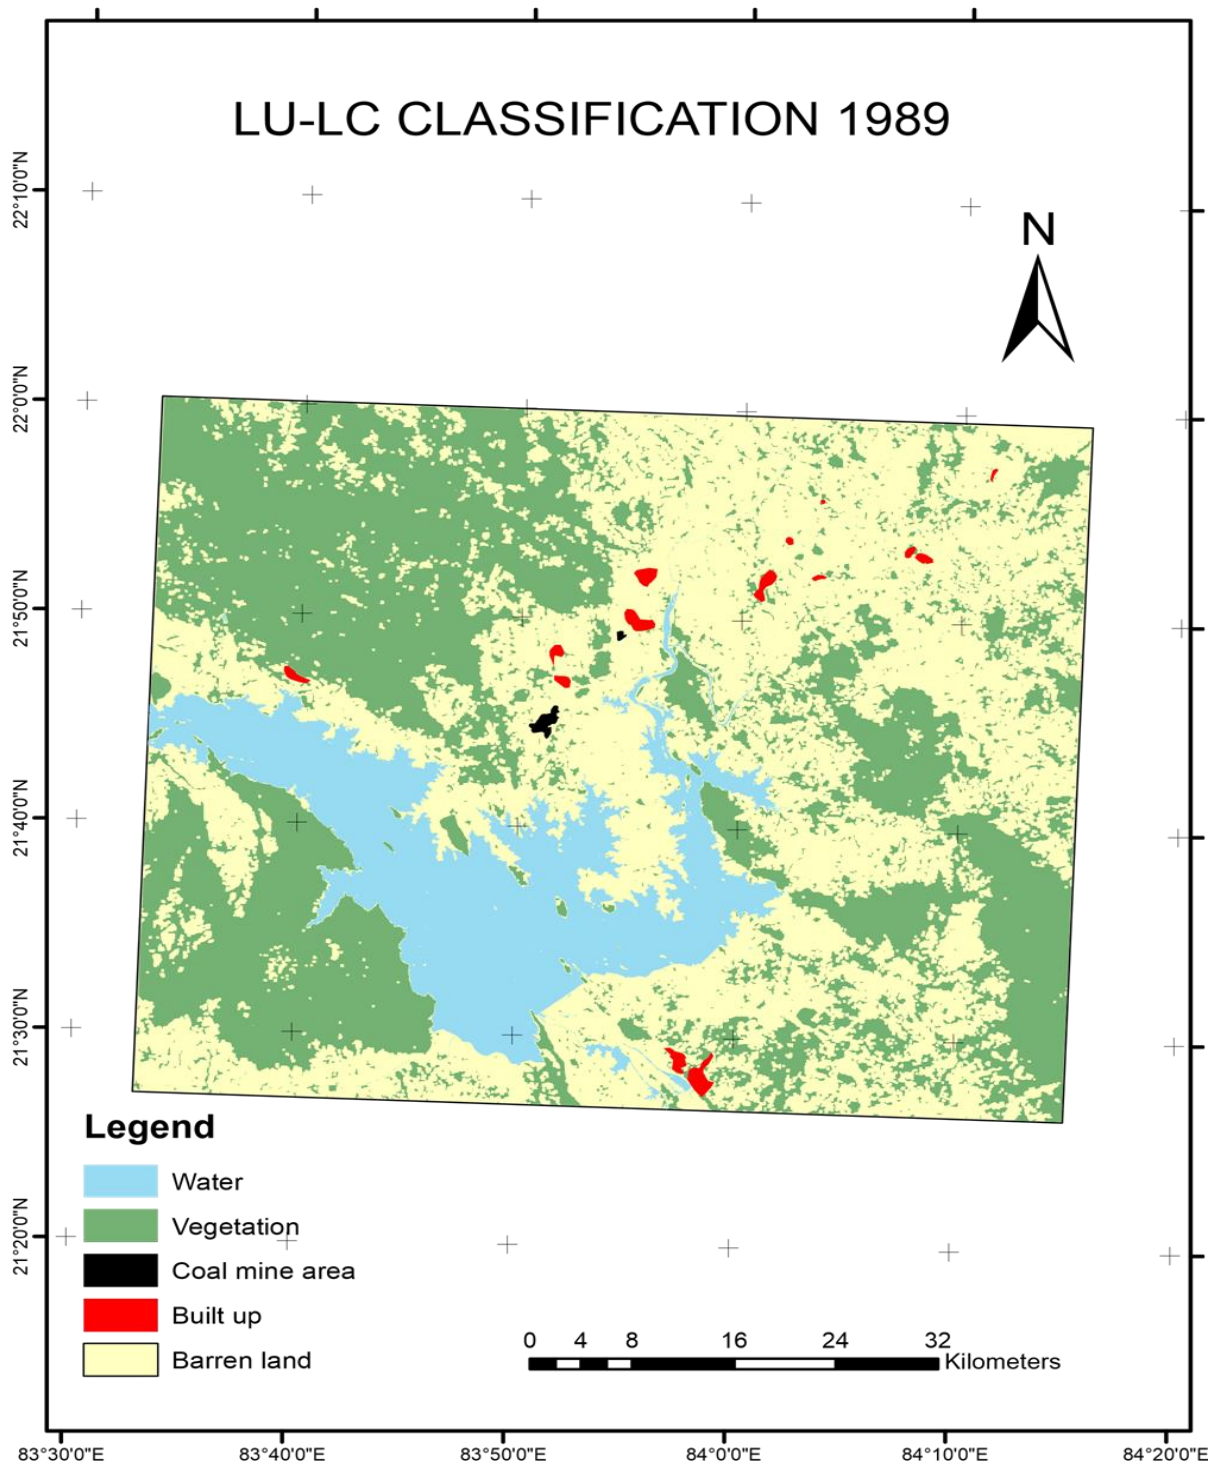 LU-LC CLASSIFICATION 1989
N
22°10'0"N
22°0'0"N
21°50'0"N
21°40'0"N
21°30'0"N
21°20'0"N
Legend
Water
Vegetation
Coal mine area
Built up
Barren land
0 4 8 16 24 32
Kilometers
83°30'0"E 83°40'0"E 83°50'0"E 84°0'0"E 84°10'0"E 84°20'0"E